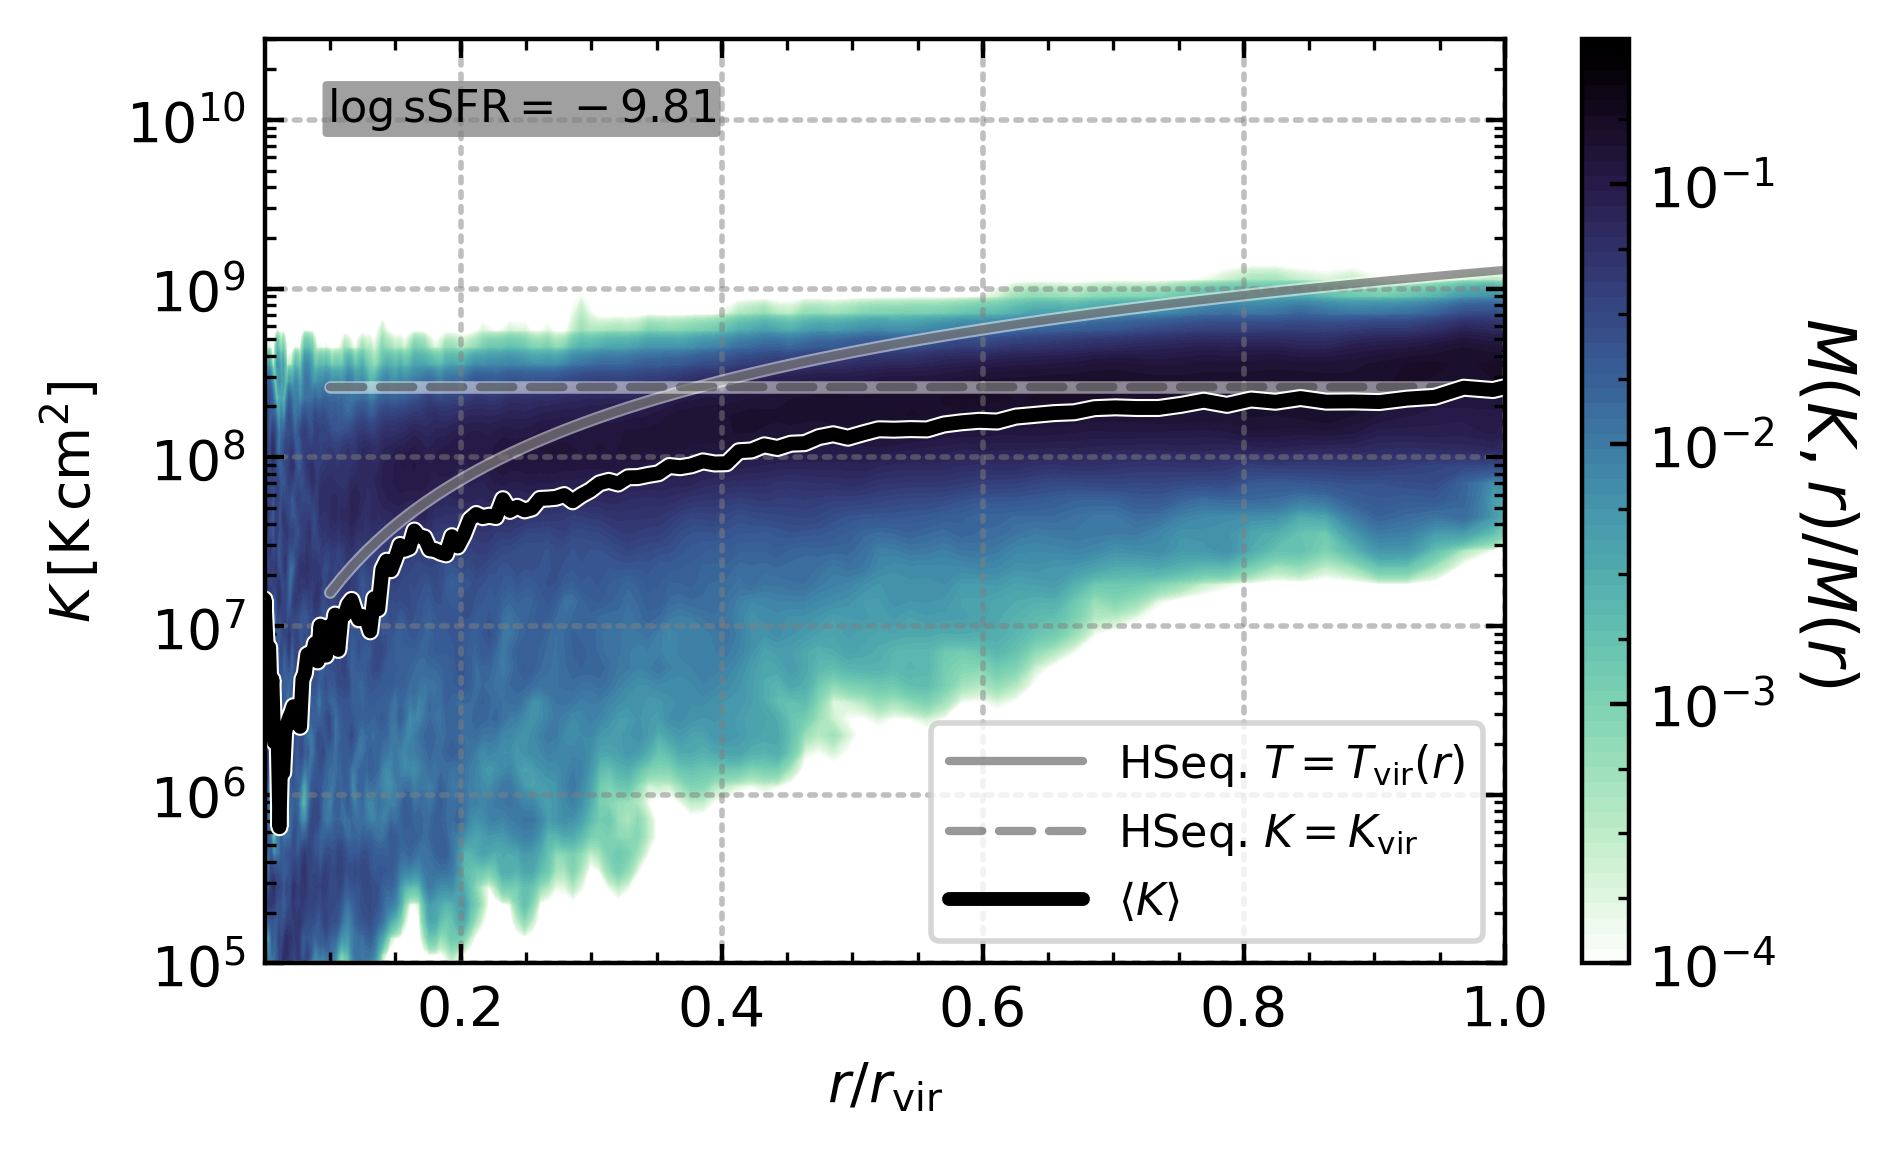 log sSFR = −9.81
10^10
10^9
10^8
10^7
10^6
10^5
K [K cm^2]
0.2 0.4 0.6 0.8 1.0
r/r_vir
HSeq. T = T_vir(r)
HSeq. K = K_vir
⟨K⟩
10^−1
10^−2
10^−3
10^−4
M(K, r)/M(r)